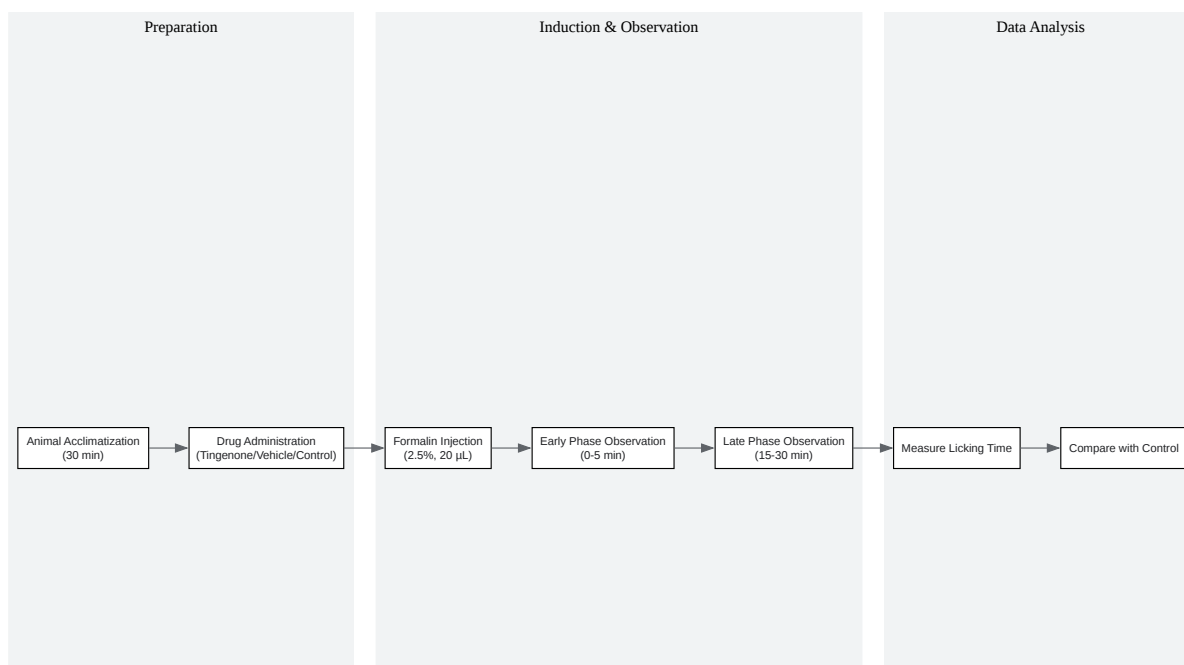 Preparation
Induction & Observation
Data Analysis
Animal Acclimatization
(30 min)
Drug Administration
(Tingenone/Vehicle/Control)
Formalin Injection
(2.5%, 20 µL)
Early Phase Observation
(0-5 min)
Late Phase Observation
(15-30 min)
Measure Licking Time
Compare with Control